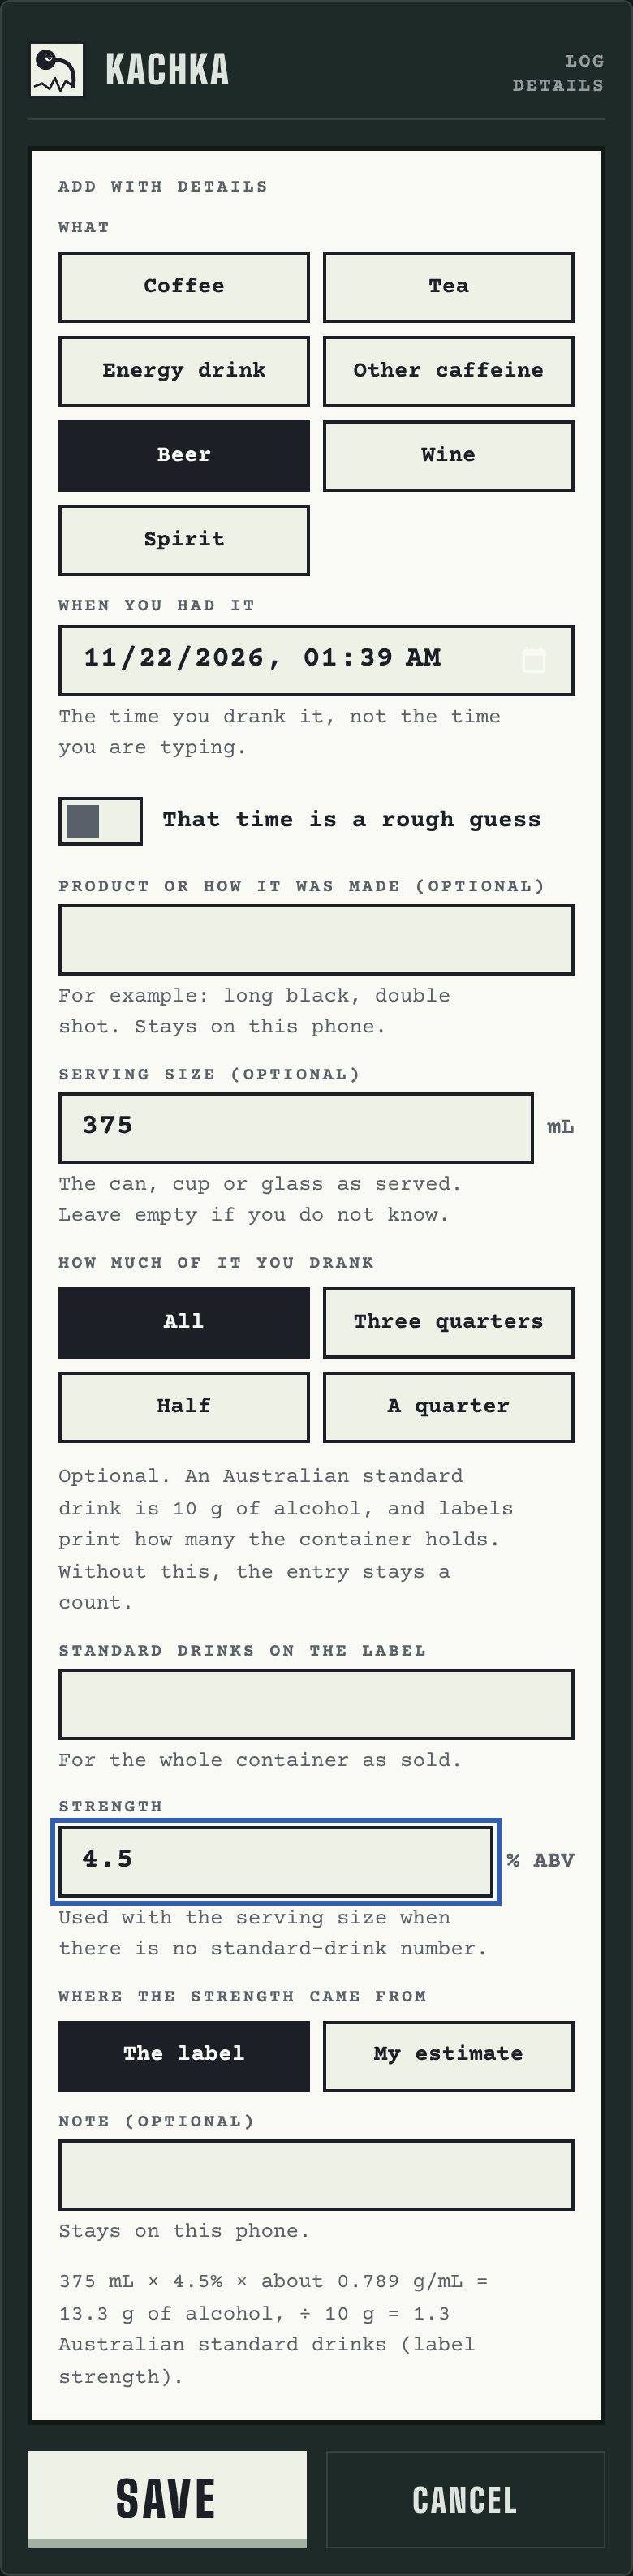 KACHKA
LOG
DETAILS
ADD WITH DETAILS
WHAT
Coffee
Tea
Energy drink
Other caffeine
Beer
Wine
Spirit
WHEN YOU HAD IT
11/22/2026, 01:39 AM
The time you drank it, not the time
you are typing.
That time is a rough guess
PRODUCT OR HOW IT WAS MADE (OPTIONAL)
For example: long black, double
shot. Stays on this phone.
SERVING SIZE (OPTIONAL)
375
mL
The can, cup or glass as served.
Leave empty if you do not know.
HOW MUCH OF IT YOU DRANK
All
Three quarters
Half
A quarter
Optional. An Australian standard
drink is 10 g of alcohol, and labels
print how many the container holds.
Without this, the entry stays a
count.
STANDARD DRINKS ON THE LABEL
For the whole container as sold.
STRENGTH
4.5
% ABV
Used with the serving size when
there is no standard-drink number.
WHERE THE STRENGTH CAME FROM
The label
My estimate
NOTE (OPTIONAL)
Stays on this phone.
375 mL × 4.5% × about 0.789 g/mL =
13.3 g of alcohol, ÷ 10 g = 1.3
Australian standard drinks (label
strength).
SAVE
CANCEL